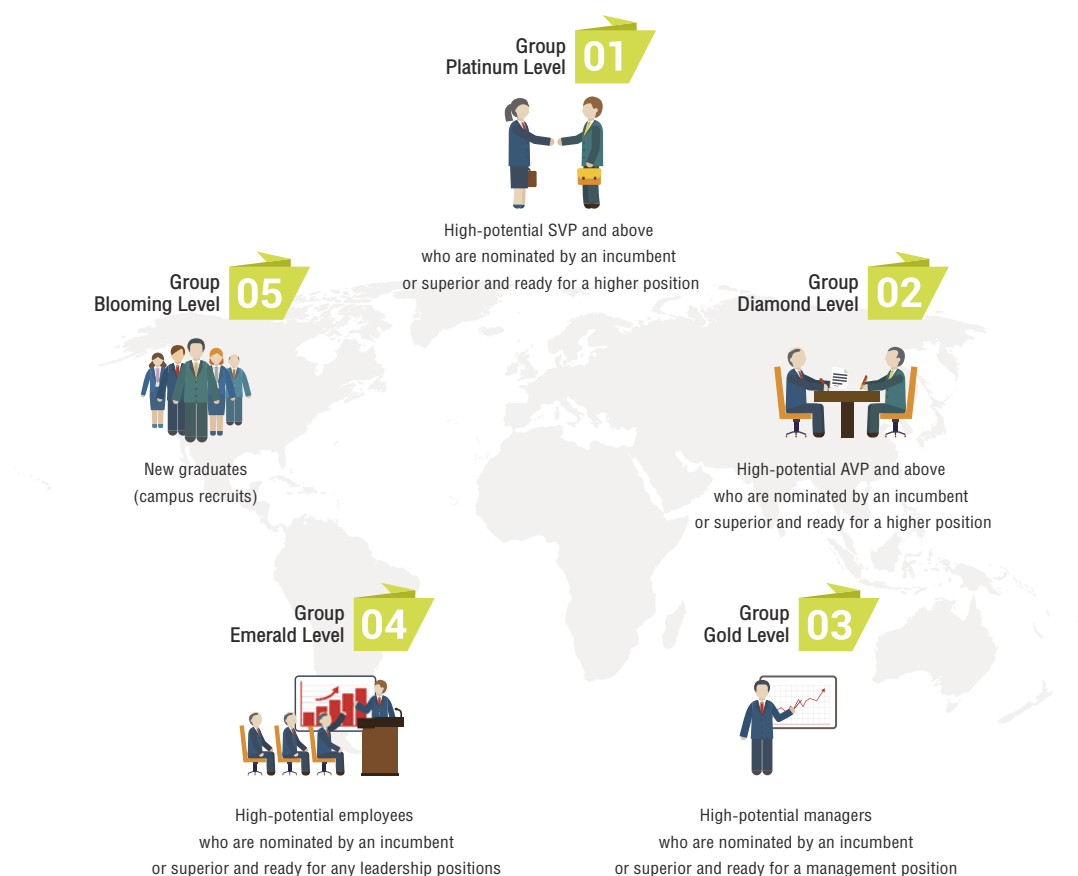 Group
Platinum Level
01
High-potential SVP and above
who are nominated by an incumbent
or superior and ready for a higher position
Group
Diamond Level
02
High-potential AVP and above
who are nominated by an incumbent
or superior and ready for a higher position
Group
Gold Level
03
High-potential managers
who are nominated by an incumbent
or superior and ready for a management position
Group
Emerald Level
04
High-potential employees
who are nominated by an incumbent
or superior and ready for any leadership positions
Group
Blooming Level
05
New graduates
(campus recruits)